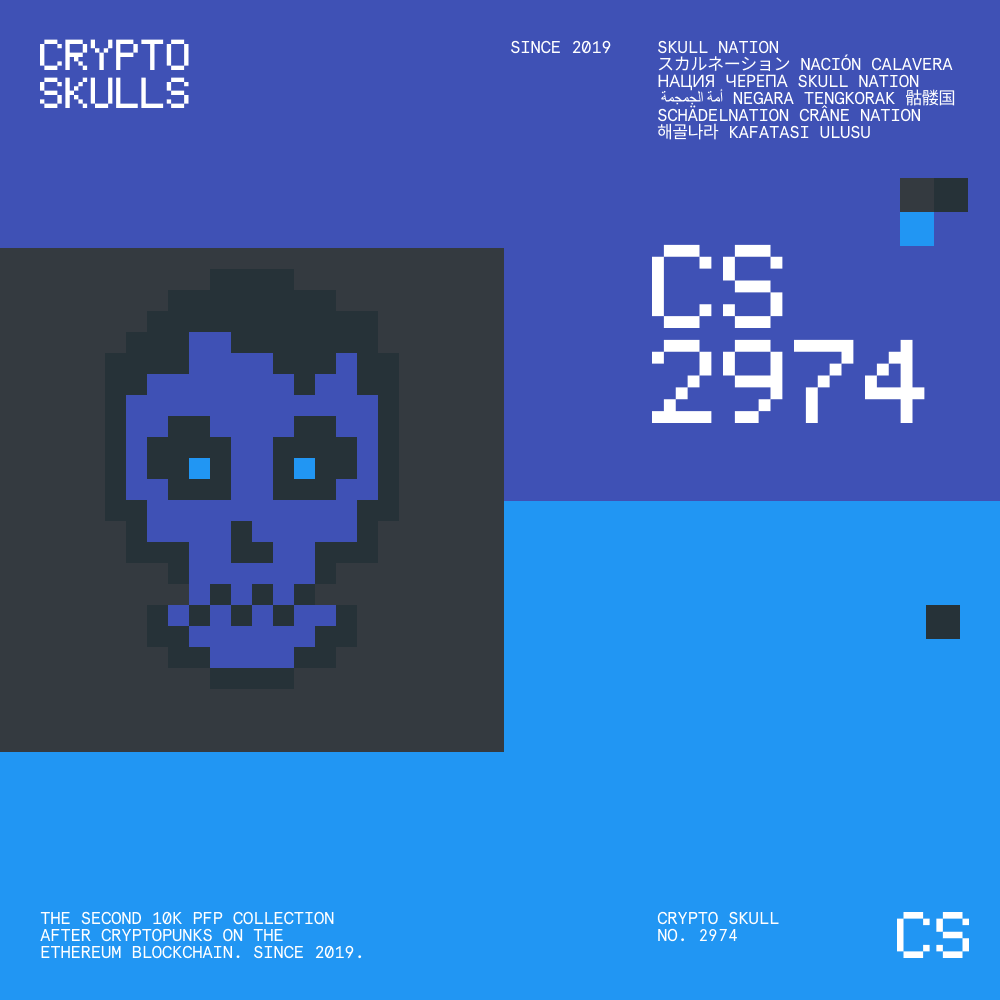 CRYPTO
SKULLS
SINCE 2019
SKULL NATION
スカルネーション NACIÓN CALAVERA
НАЦИЯ ЧЕРЕПА SKULL NATION
أمة الجمجمة NEGARA TENGKORAK 骷髅国
SCHÄDELNATION CRÂNE NATION
해골나라 KAFATASI ULUSU
CS
2974
THE SECOND 10K PFP COLLECTION
AFTER CRYPTOPUNKS ON THE
ETHEREUM BLOCKCHAIN. SINCE 2019.
CRYPTO SKULL
NO. 2974
CS